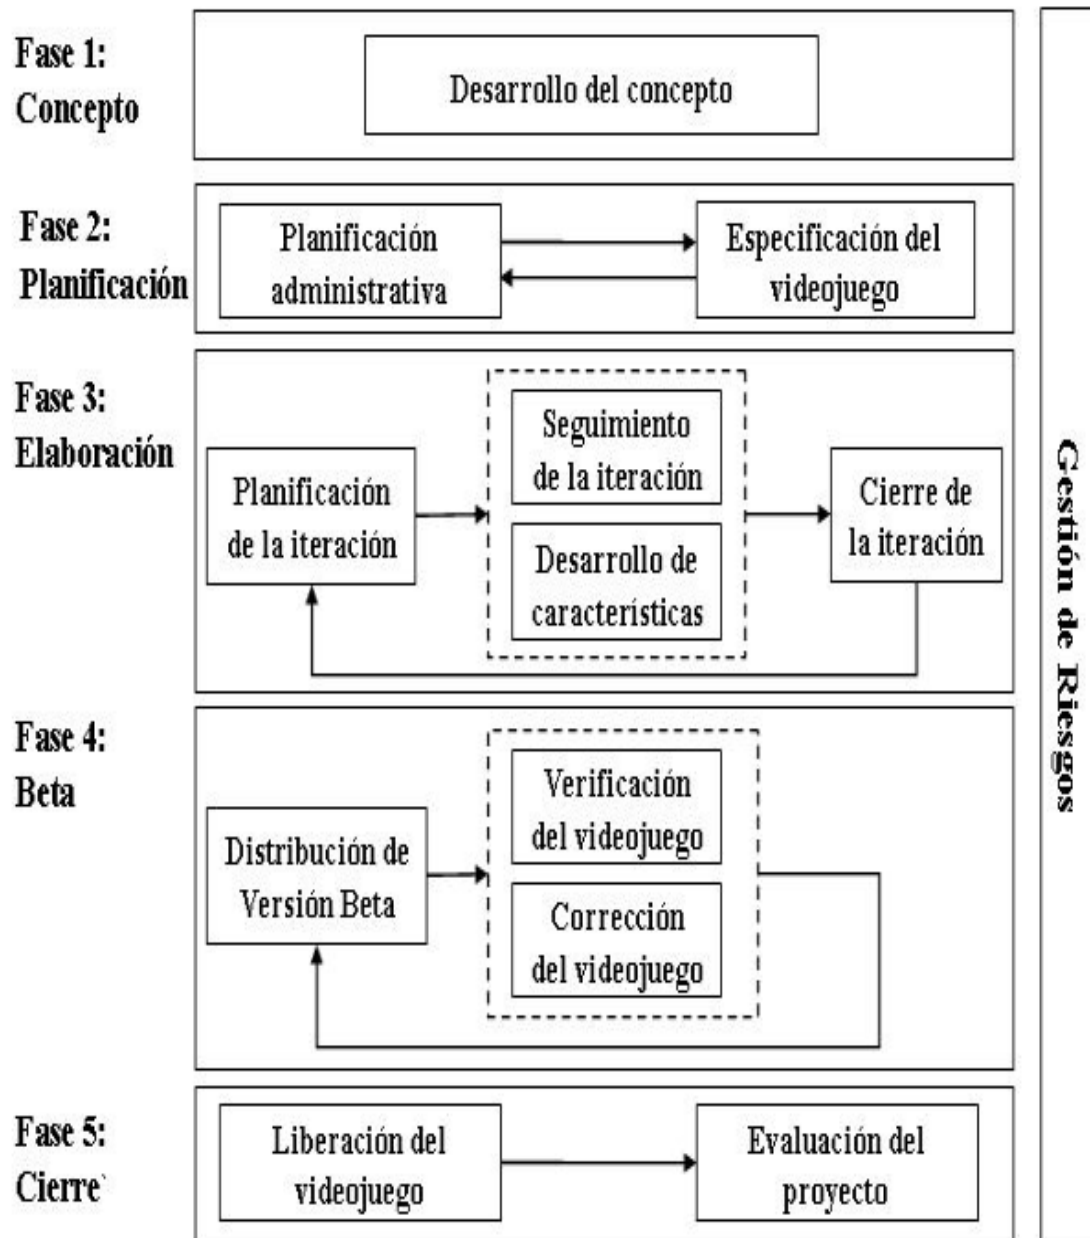 Fase 1:
Concepto
Desarrollo del concepto
Fase 2:
Planificación
Planificación
administrativa
Especificación del
videojuego
Fase 3:
Elaboración
Planificación
de la iteración
Seguimiento
de la iteración
Desarrollo de
características
Cierre de
la iteración
Fase 4:
Beta
Distribución de
Versión Beta
Verificación
del videojuego
Corrección
del videojuego
Fase 5:
Cierre`
Liberación del
videojuego
Evaluación del
proyecto
Gestión de Riesgos